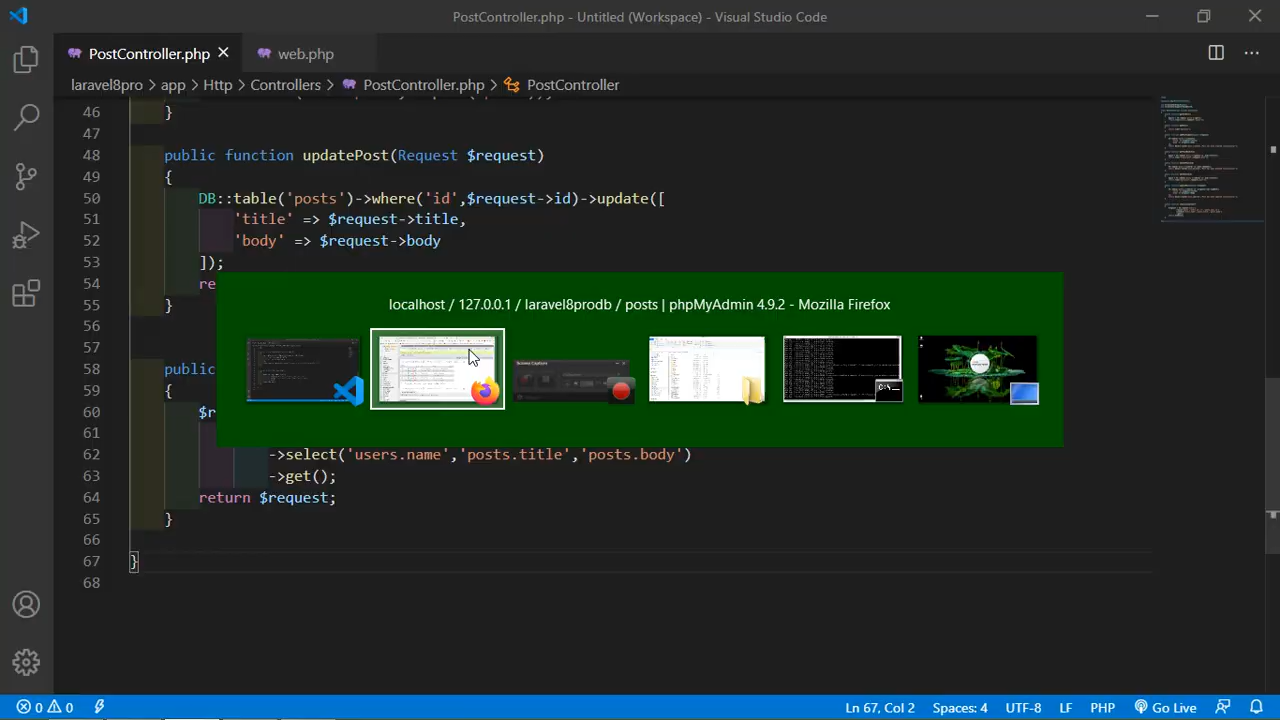 PostController.php - Untitled (Workspace) - Visual Studio Code
PostController.php
web.php
laravel8pro > app > Http > Controllers > PostController.php > PostController
46 }
47
48 public function updatePost(Request $request)
49 {
50 DB::table('posts')->where('id',$request->id)->update([
51 'title' => $request->title,
52 'body' => $request->body
53 ]);
54 re
55 }
56
57
58 public
59 {
60 $r
61
62 ->select('users.name','posts.title','posts.body')
63 ->get();
64 return $request;
65 }
66
67 }
68
localhost / 127.0.0.1 / laravel8prodb / posts | phpMyAdmin 4.9.2 - Mozilla Firefox
0 0
Ln 67, Col 2
Spaces: 4
UTF-8
LF
PHP
Go Live